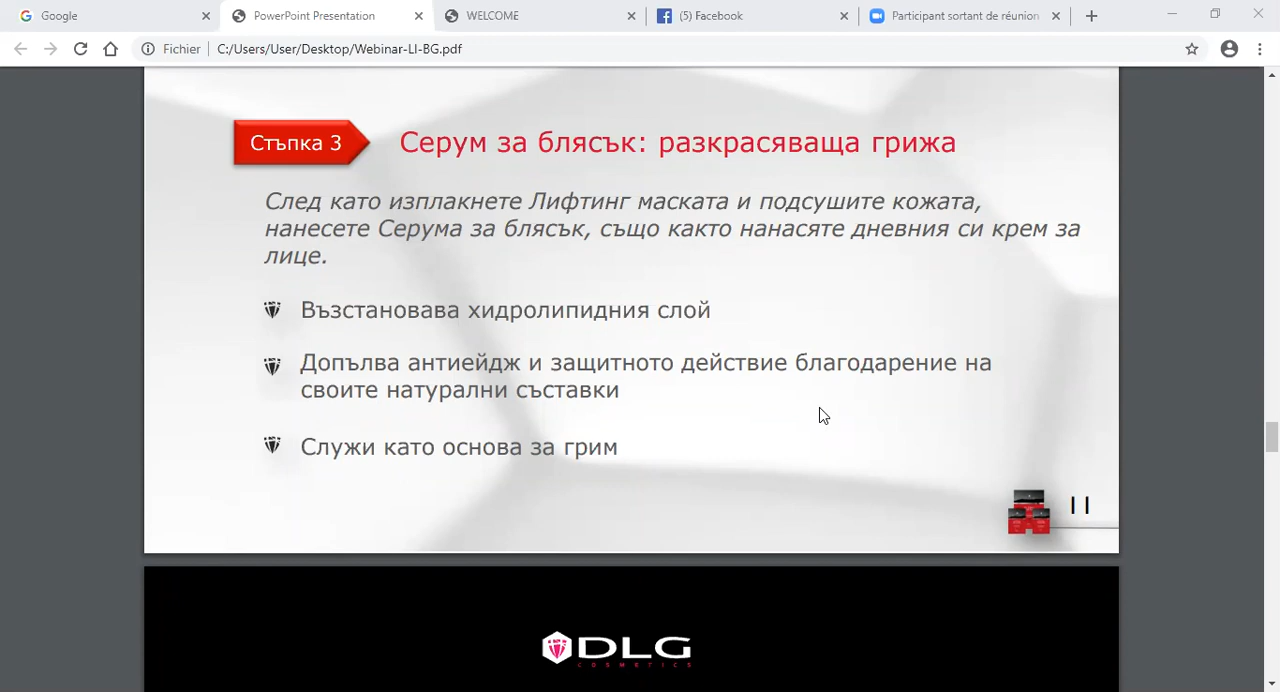 Google
PowerPoint Presentation
WELCOME
(5) Facebook
Participant sortant de réunion
Fichier
C:/Users/User/Desktop/Webinar-LI-BG.pdf
Стъпка 3
Серум за блясък: разкрасяваща грижа
След като изплакнете Лифтинг маската и подсушите кожата,
нанесете Серума за блясък, също както нанасяте дневния си крем за
лице.
Възстановава хидролипидния слой
Допълва антиейдж и защитното действие благодарение на
своите натурални съставки
Служи като основа за грим
11
DLG
COSMETICS